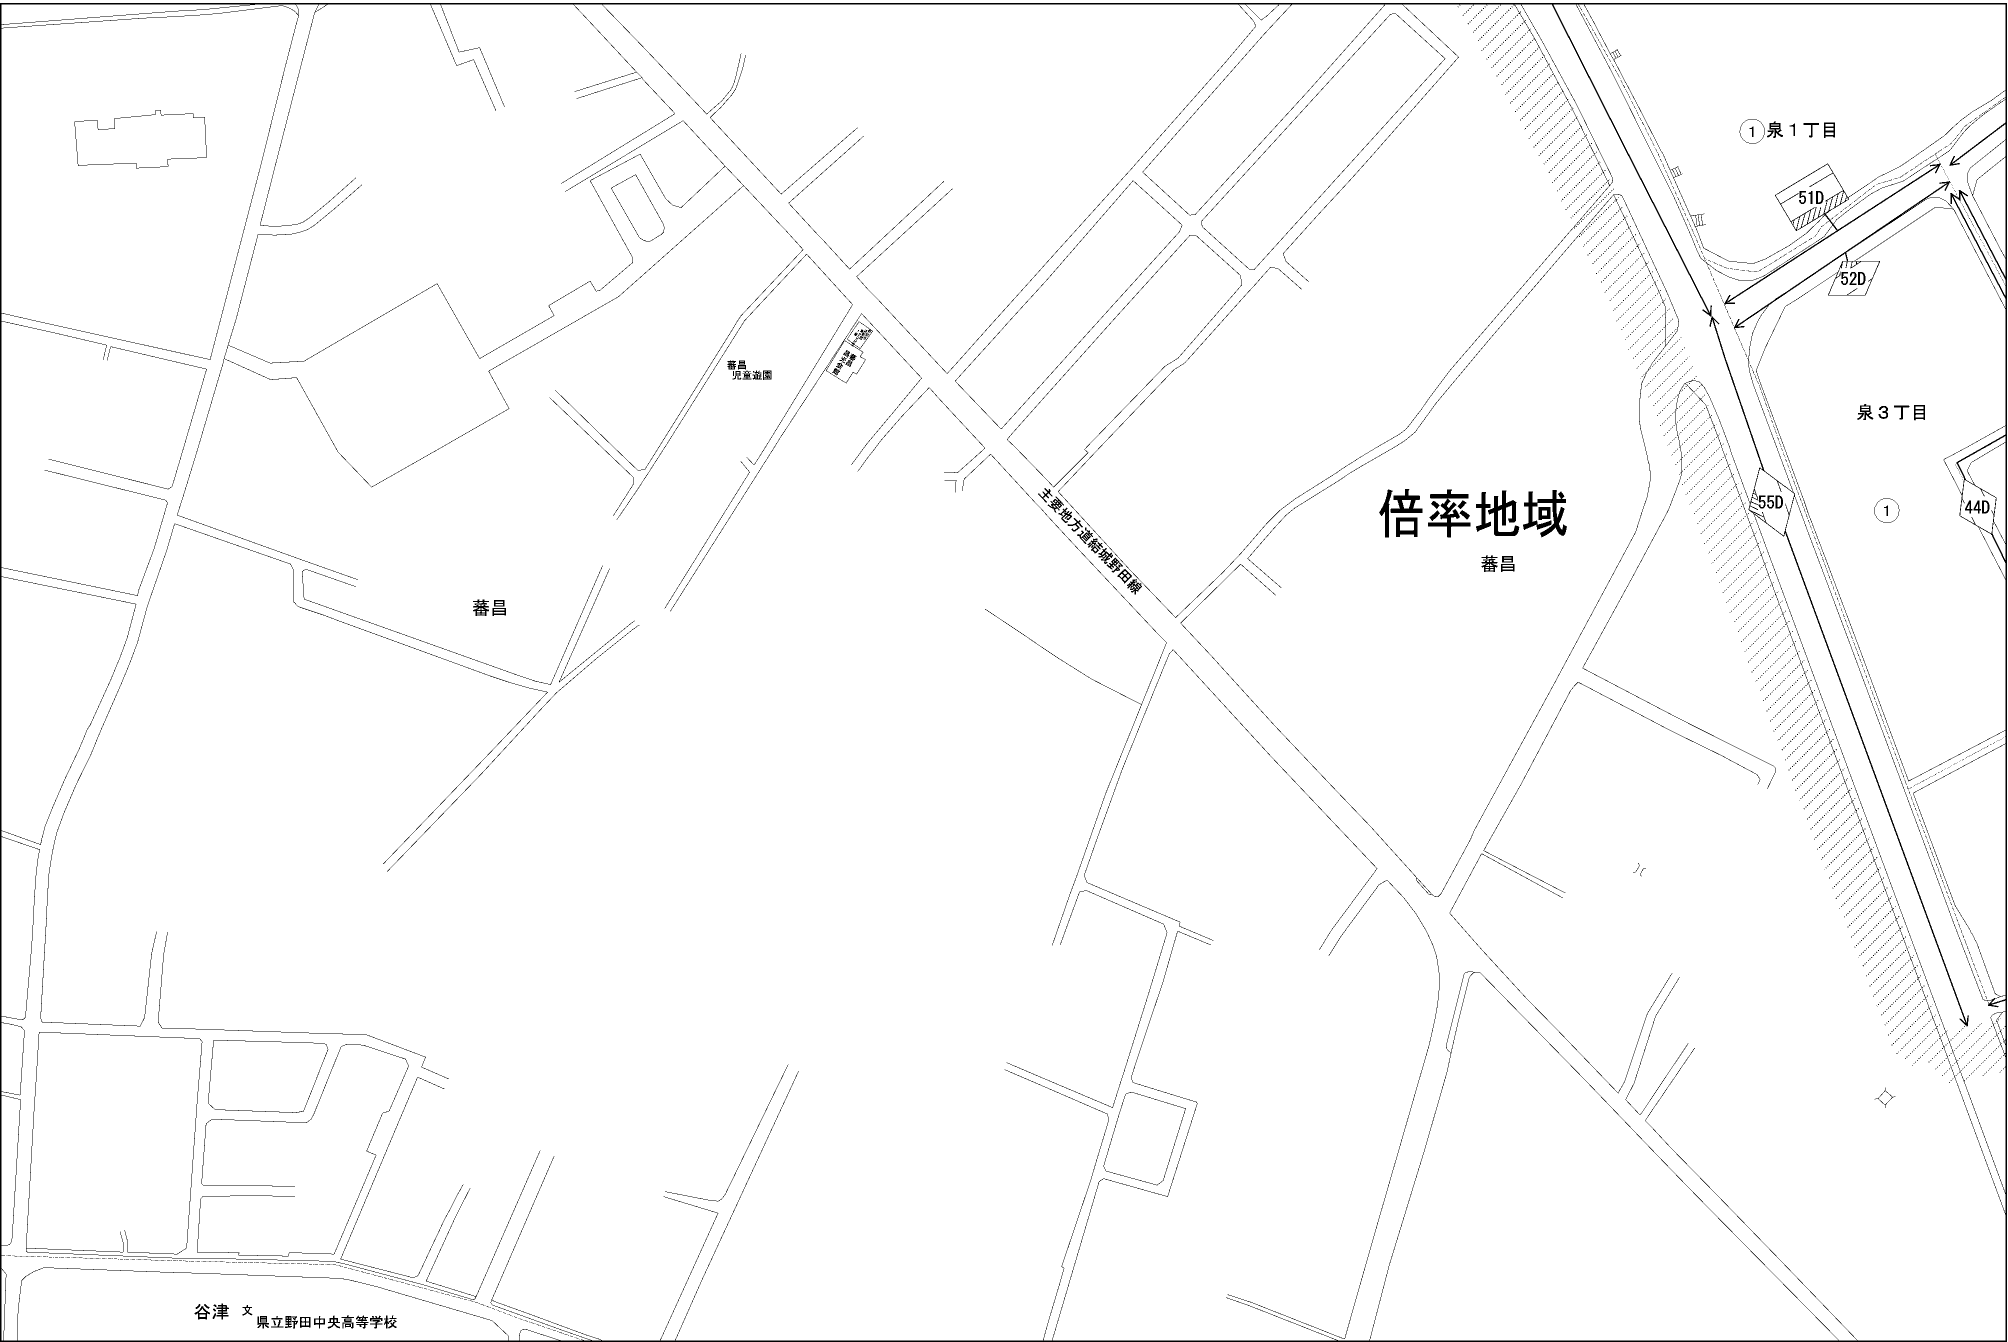 1
泉１丁目
51D
52D
蕃昌
児童遊園
泉３丁目
倍率地域
55D
1
44D
主要地方道結城野田線
蕃昌
蕃昌
谷津
文
県立野田中央高等学校